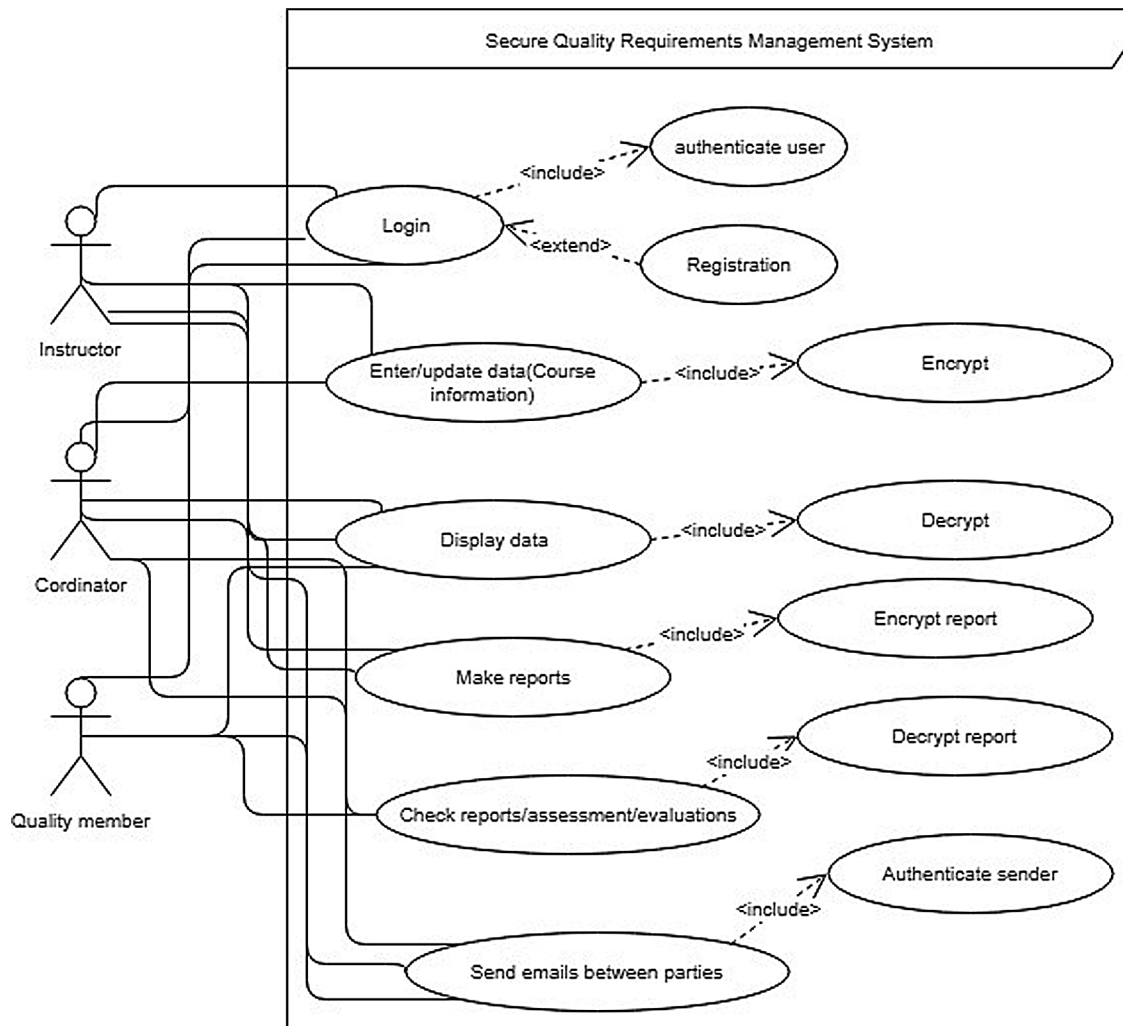 Secure Quality Requirements Management System
authenticate user
<include>
Login
<extend>
Registration
Instructor
Enter/update data(Course
information)
<include>
Encrypt
Cordinator
Display data
<include>
Decrypt
Make reports
<include>
Encrypt report
Quality member
Check reports/assessment/evaluations
<include>
Decrypt report
Send emails between parties
<include>
Authenticate sender